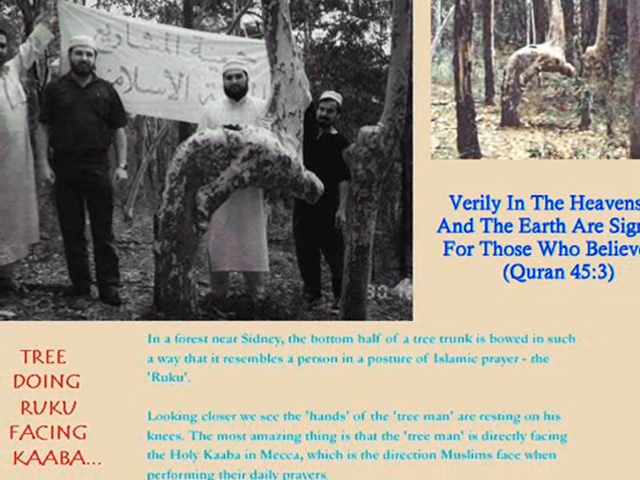 جمعية المشاريع
الاسلامية
Verily In The Heavens
And The Earth Are Sign
For Those Who Believe
(Quran 45:3)
TREE
DOING
RUKU
FACING
KAABA...
In a forest near Sidney, the bottom half of a tree trunk is bowed in such
a way that it resembles a person in a posture of Islamic prayer - the
'Ruku'.
Looking closer we see the 'hands' of the 'tree man' are resting on his
knees. The most amazing thing is that the 'tree man' is directly facing
the Holy Kaaba in Mecca, which is the direction Muslims face when
performing their daily prayers.